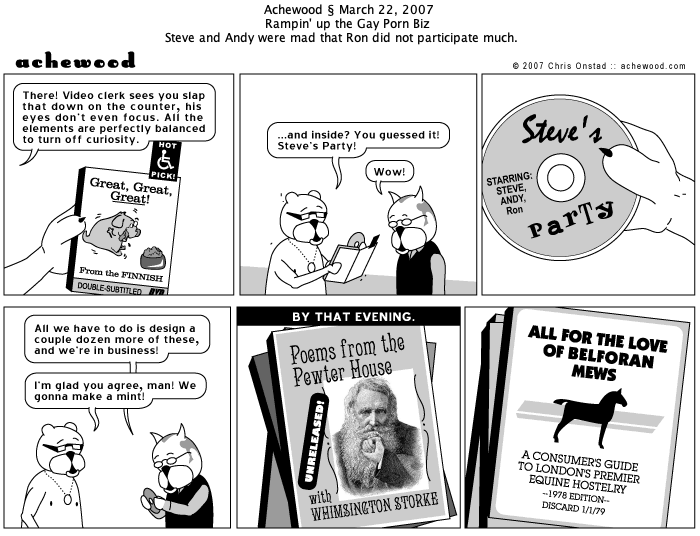 Achewood § March 22, 2007
Rampin' up the Gay Porn Biz
Steve and Andy were mad that Ron did not participate much.
achewood
© 2007 Chris Onstad :: achewood.com
There! Video clerk sees you slap
that down on the counter, his
eyes don't even focus. All the
elements are perfectly balanced
to turn off curiosity.
HOT
PICK!
Great, Great,
Great!
From the FINNISH
DOUBLE-SUBTITLED
DVD
...and inside? You guessed it!
Steve's Party!
Wow!
Steve's
STARRING:
STEVE,
ANDY,
Ron
PaRTy
All we have to do is design a
couple dozen more of these,
and we're in business!
I'm glad you agree, man! We
gonna make a mint!
BY THAT EVENING.
Poems from the
Pewter House
UNRELEASED!
with
WHIMSINGTON STORKE
ALL FOR THE LOVE
OF BELFORAN
MEWS
A CONSUMER'S GUIDE
TO LONDON'S PREMIER
EQUINE HOSTELRY
--1978 EDITION--
DISCARD 1/1/79